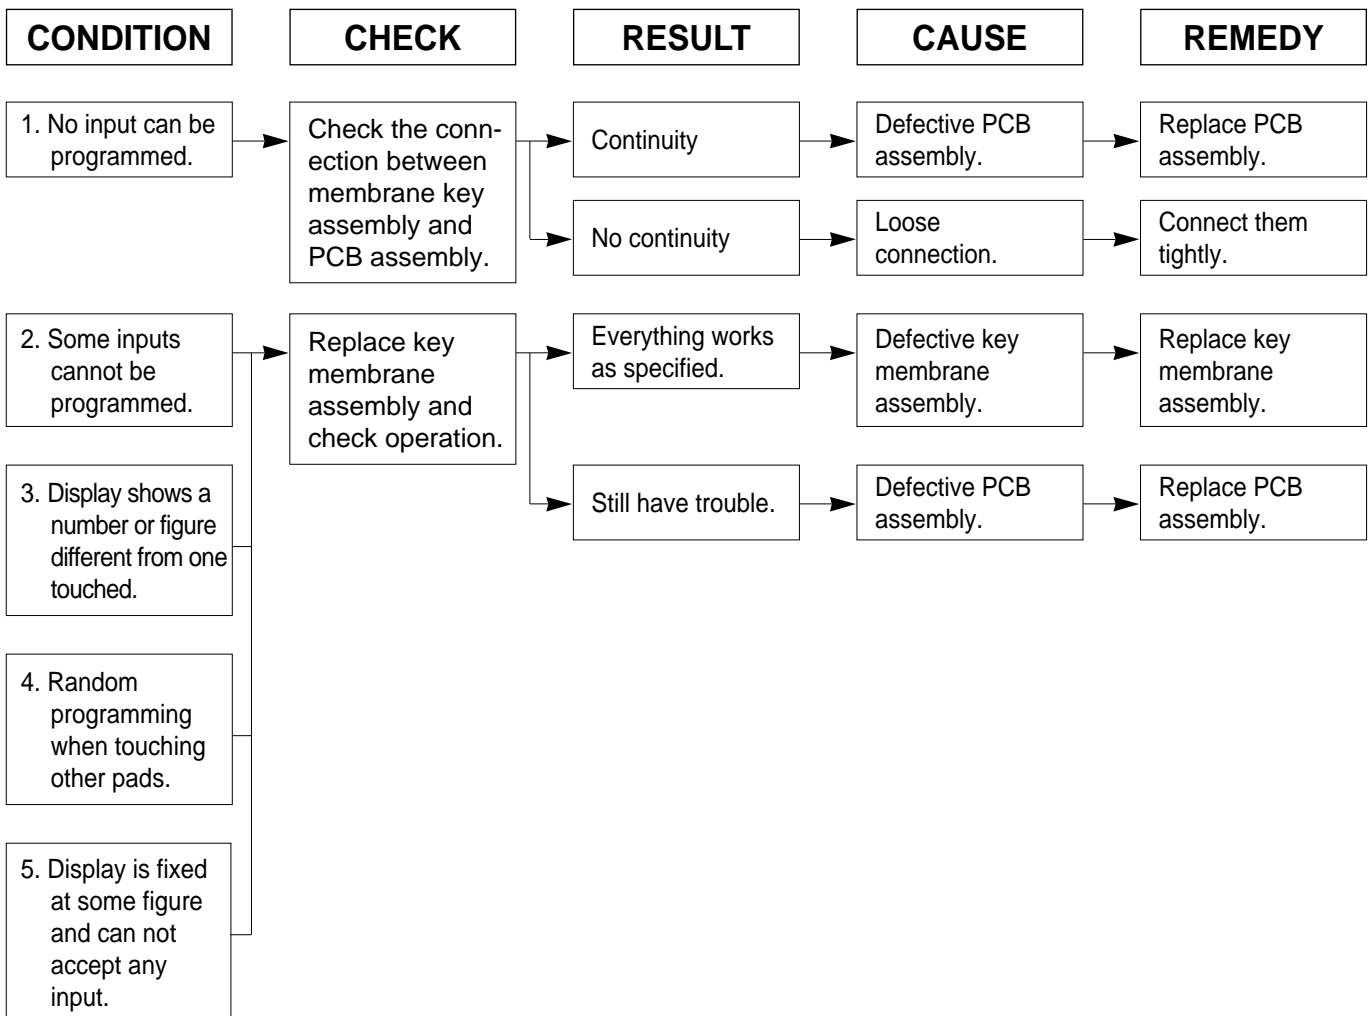 CONDITION
CHECK
RESULT
CAUSE
REMEDY
1. No input can be
programmed.
Check the conn-
ection between
membrane key
assembly and
PCB assembly.
Continuity
Defective PCB
assembly.
Replace PCB
assembly.
No continuity
Loose
connection.
Connect them
tightly.
2. Some inputs
cannot be
programmed.
Replace key
membrane
assembly and
check operation.
Everything works
as specified.
Defective key
membrane
assembly.
Replace key
membrane
assembly.
3. Display shows a
number or figure
different from one
touched.
Still have trouble.
Defective PCB
assembly.
Replace PCB
assembly.
4. Random
programming
when touching
other pads.
5. Display is fixed
at some figure
and can not
accept any
input.